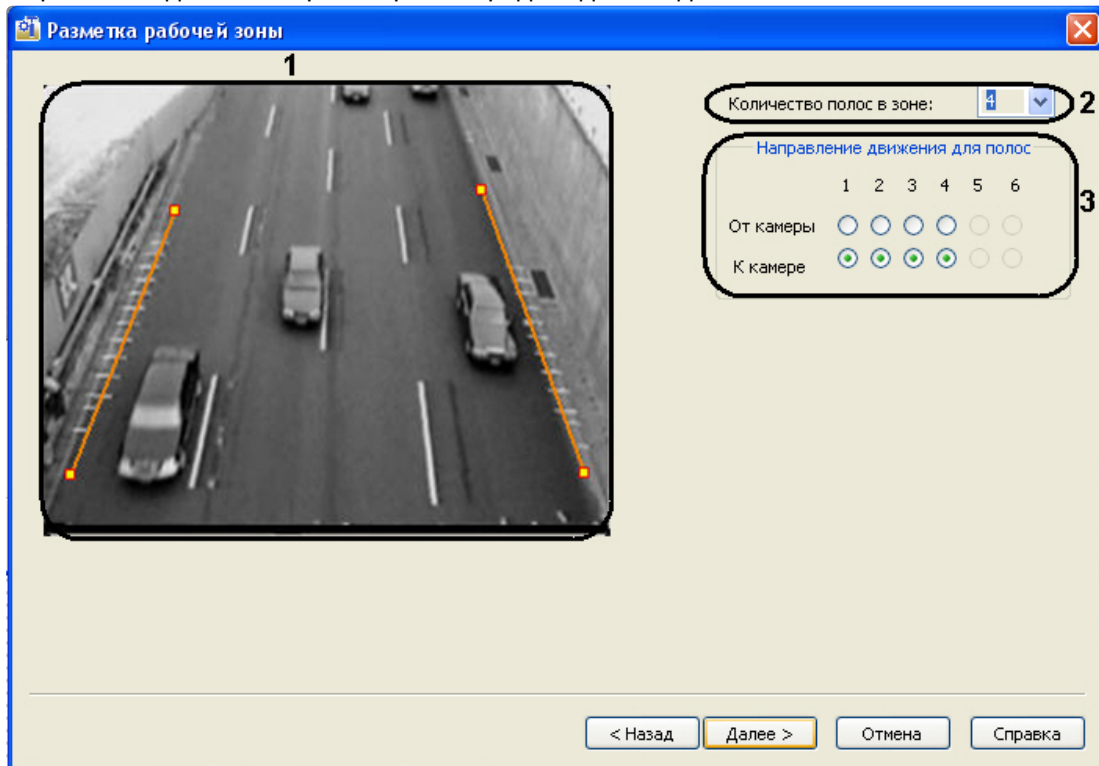 Разметка рабочей зоны
1
Количество полос в зоне: 4
2
Направление движения для полос
1 2 3 4 5 6
3
От камеры
К камере
< Назад
Далее >
Отмена
Справка